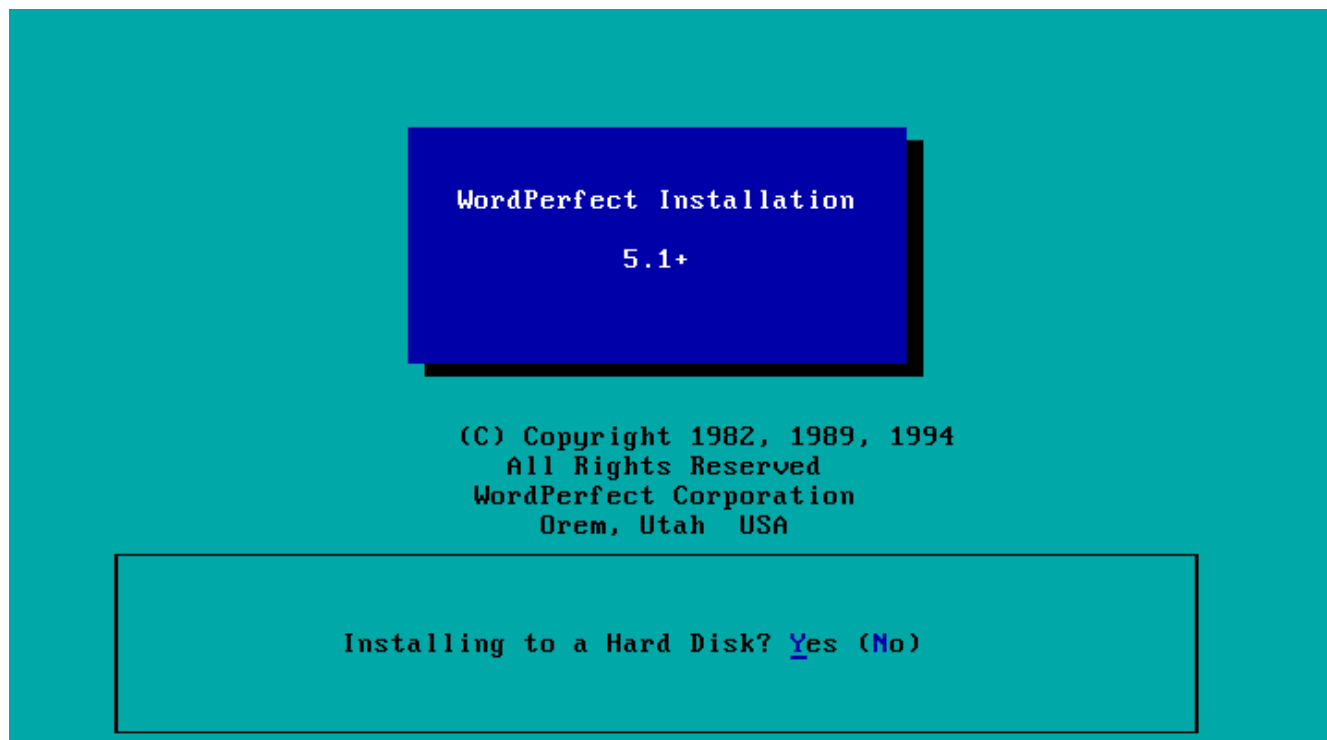 WordPerfect Installation
5.1+
(C) Copyright 1982, 1989, 1994
All Rights Reserved
WordPerfect Corporation
Orem, Utah  USA
Installing to a Hard Disk? Yes (No)